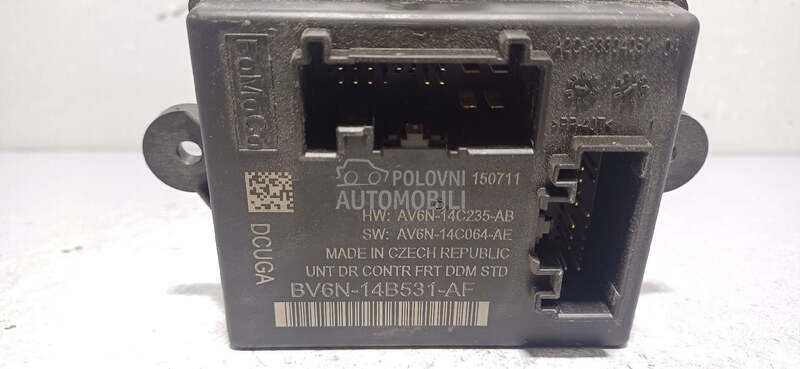 FoMoCo
POLOVNI
AUTOMOBILI
150711
HW: AV6N-14C235-AB
SW: AV6N-14C064-AE
MADE IN CZECH REPUBLIC
UNT DR CONTR FRT DDM STD
BV6N-14B531-AF
DCUGA